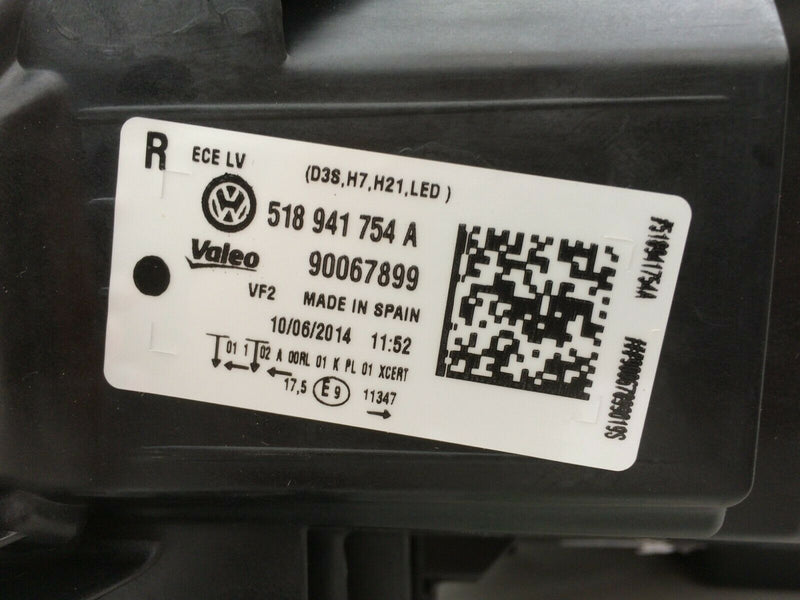 R
ECE LV
(D3S,H7,H21,LED)
518 941 754 A
Valeo
90067899
VF2 MADE IN SPAIN
10/06/2014 11:52
01 1 02 A 00RL 01 K PL 01 XCERT
17,5 E9 11347